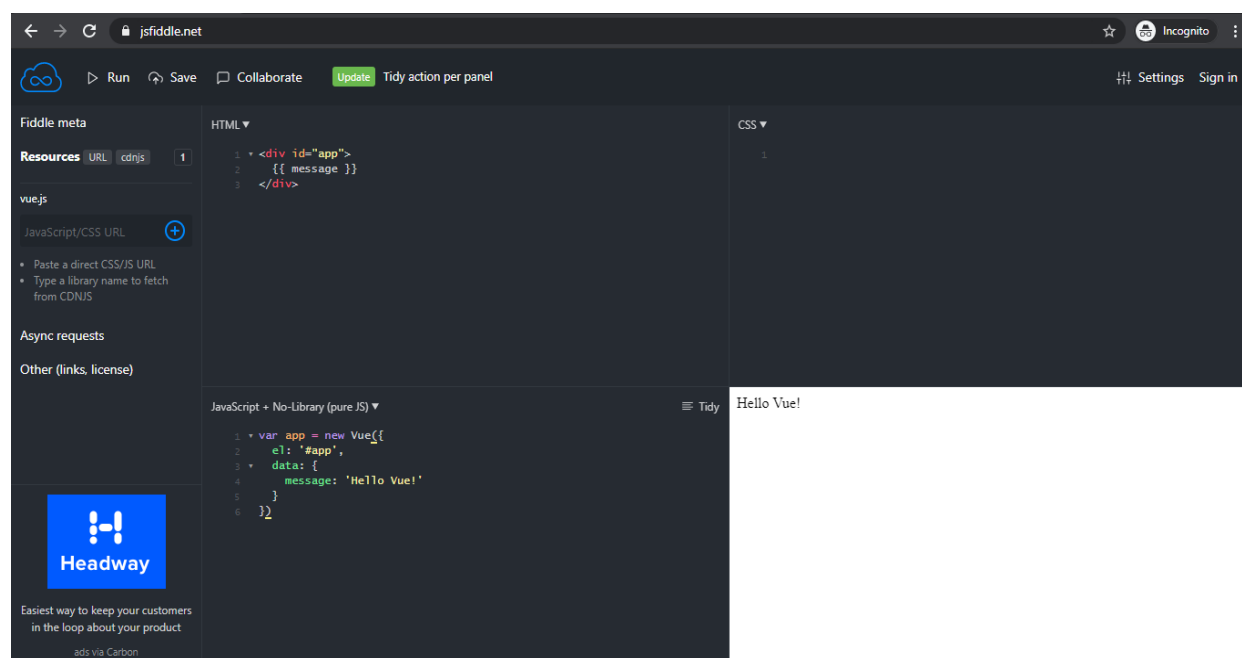 jsfiddle.net
Incognito
Run Save Collaborate Update Tidy action per panel
Settings Sign in
Fiddle meta
Resources URL cdnjs 1
vue.js
JavaScript/CSS URL
Paste a direct CSS/JS URL
Type a library name to fetch
from CDNJS
Async requests
Other (links, license)
Headway
Easiest way to keep your customers
in the loop about your product
ads via Carbon
HTML ▼
1 <div id="app">
2 {{ message }}
3 </div>
CSS ▼
1
JavaScript + No-Library (pure JS) ▼
Tidy
1 var app = new Vue({
2 el: '#app',
3 data: {
4 message: 'Hello Vue!'
5 }
6 })
Hello Vue!